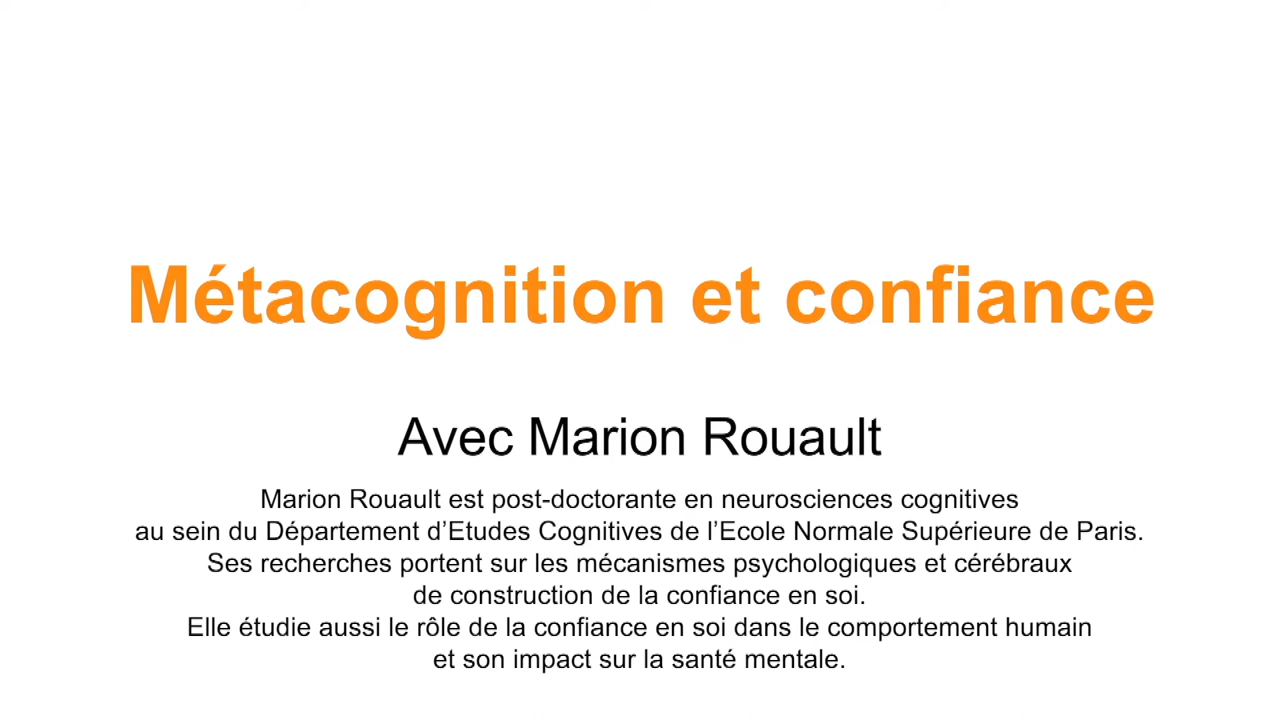 Métacognition et confiance
Avec Marion Rouault
Marion Rouault est post-doctorante en neurosciences cognitives
au sein du Département d’Etudes Cognitives de l’Ecole Normale Supérieure de Paris.
Ses recherches portent sur les mécanismes psychologiques et cérébraux
de construction de la confiance en soi.
Elle étudie aussi le rôle de la confiance en soi dans le comportement humain
et son impact sur la santé mentale.